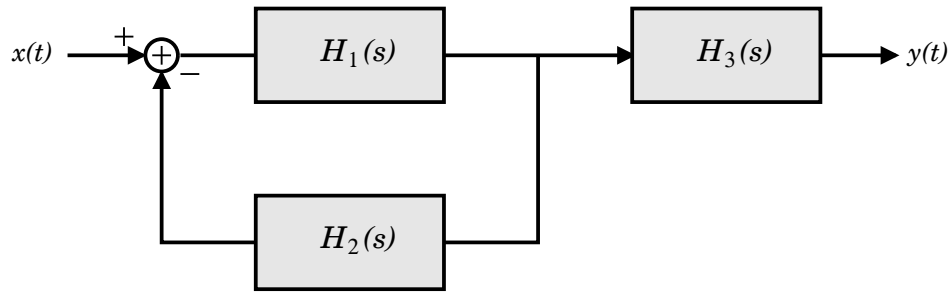 x(t) + + − H₁(s) H₃(s) y(t)
H₂(s)